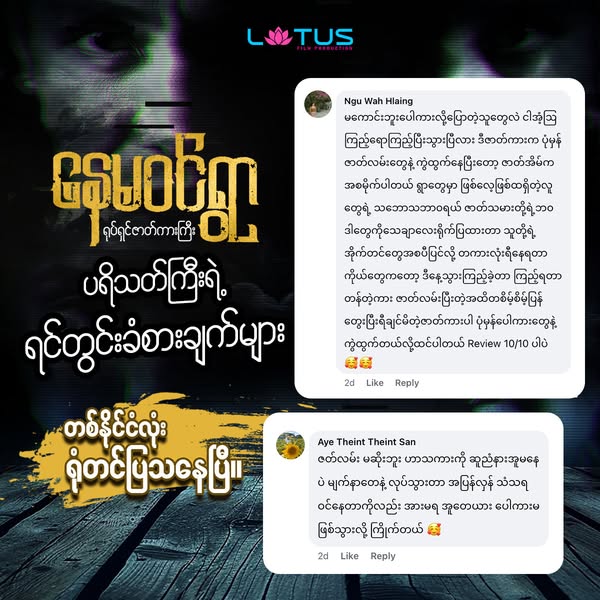 LOTUS
FILM PRODUCTION
နေမဝင်ရွာ
ရုပ်ရှင်ဇာတ်ကားကြီး
ပရိသတ်ကြီးရဲ့
ရင်တွင်းခံစားချက်များ
တစ်နိုင်ငံလုံး
ရုံတင်ပြသနေပြီ။
Ngu Wah Hlaing
မကောင်းဘူးပေါကားလို့ပြောတဲ့သူတွေလဲ ငါအံ့ဩ
ကြည့်ရောကြည့်ပြီးသွားပြီလား ဒီဇာတ်ကားက ပုံမှန်
ဇာတ်လမ်းတွေနဲ့ ကွဲထွက်နေပြီးတော့ ဇာတ်အိမ်က
အစမိုက်ပါတယ် ရွာတွေမှာ ဖြစ်လေ့ဖြစ်ထရှိတဲ့လူ
တွေရဲ့ သဘောသဘာဝရယ် ဇာတ်သမားတို့ရဲ့ဘဝ
ဒါတွေကိုသေချာလေးရိုက်ပြထားတာ သူတို့ရဲ့
အိုက်တင်တွေအစပီပြင်လို့ တကားလုံးရီနေရတာ
ကိုယ်တွေကတော့ ဒီနေ့သွားကြည့်ခဲ့တာ ကြည့်ရတာ
တန်တဲ့ကား ဇာတ်လမ်းပြီးတဲ့အထိတစိမ့်စိမ့်ပြန်
တွေးပြီးရီချင်မိတဲ့ဇာတ်ကားပါ ပုံမှန်ပေါကားတွေနဲ့
ကွဲထွက်တယ်လို့ထင်ပါတယ် Review 10/10 ပါပဲ
🥰🥰
2d Like Reply
Aye Theint Theint San
ဇတ်လမ်း မဆိုးဘူး ဟာသကားကို ဆူညံနားအူမနေ
ပဲ မျက်နာတေနဲ့ လုပ်သွားတာ အပြန်လှန် သံသရ
ဝင်နေတာကိုလည်း အားမရ အူတေယား ပေါကားမ
ဖြစ်သွားလို့ ကြိုက်တယ် 🥰
2d Like Reply